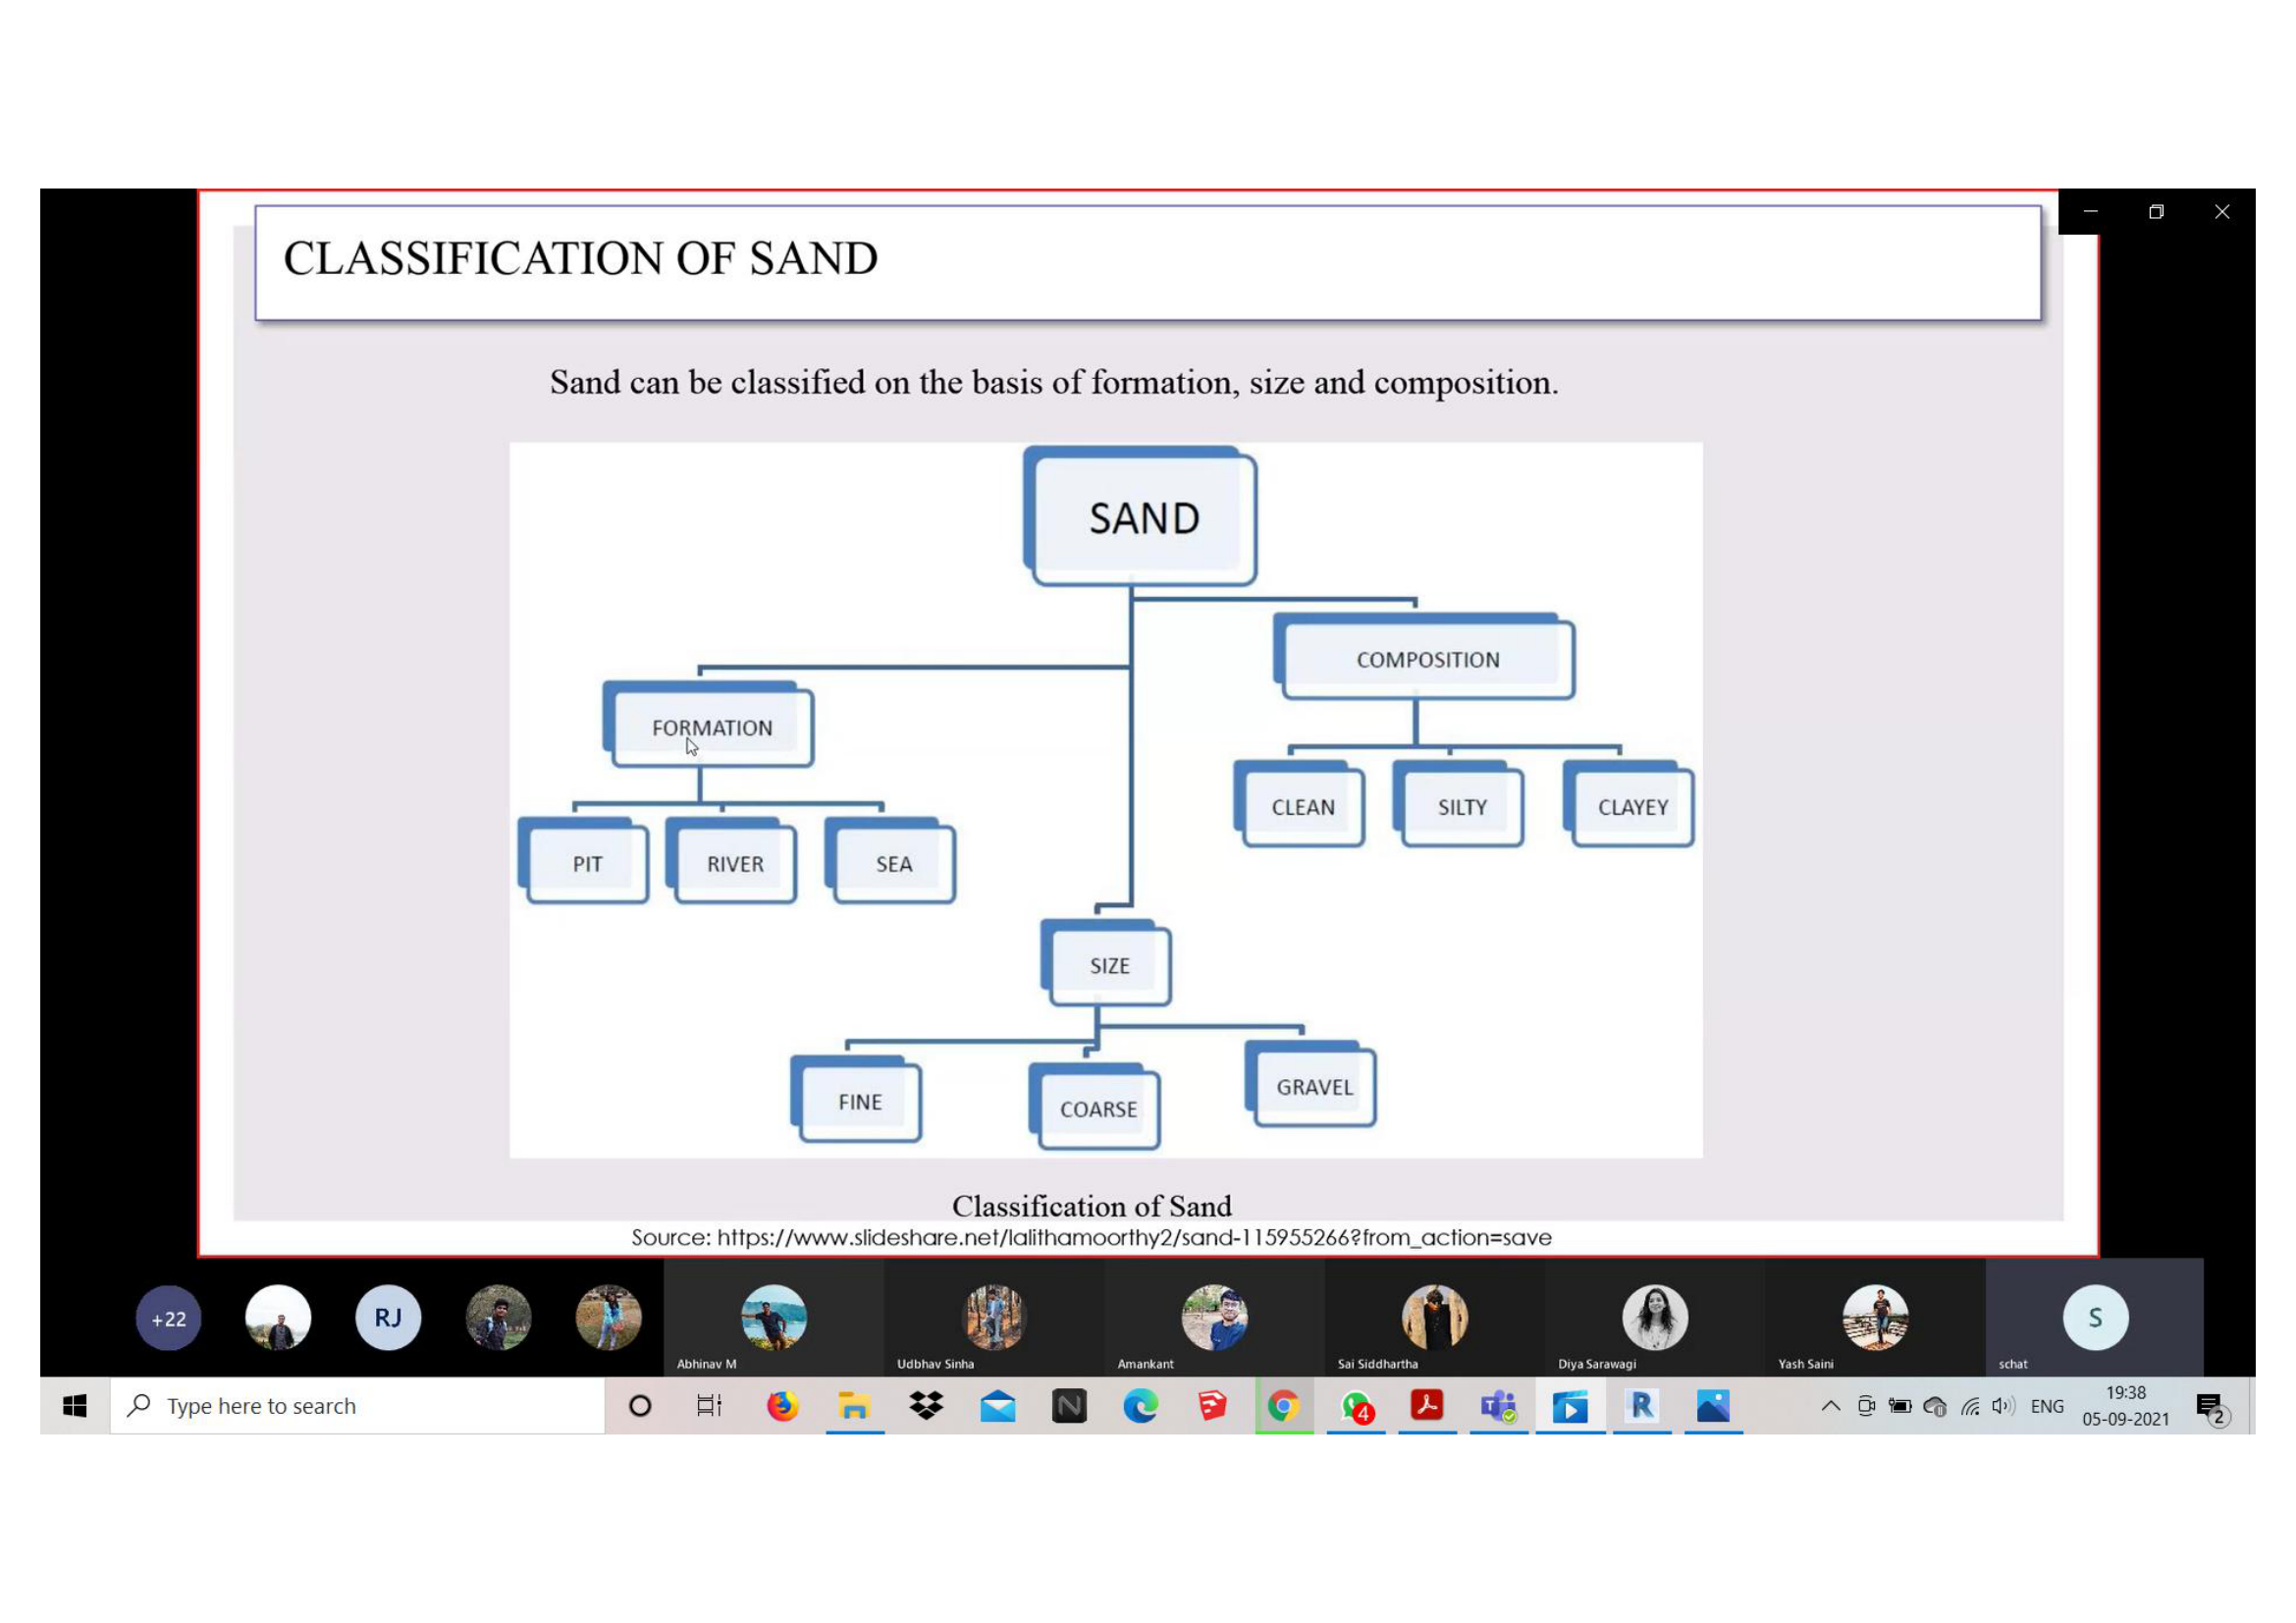 CLASSIFICATION OF SAND
Sand can be classified on the basis of formation, size and composition.
SAND
COMPOSITION
FORMATION
CLEAN
SILTY
CLAYEY
PIT
RIVER
SEA
SIZE
FINE
COARSE
GRAVEL
Classification of Sand
Source: https://www.slideshare.net/lalithamoorthy2/sand-115955266?from_action=save
+22
RJ
S
Abhinav M
Udbhav Sinha
Amankant
Sai Siddhartha
Diya Sarawagi
Yash Saini
schat
Type here to search
N
4
T
R
ENG
19:38
05-09-2021
2